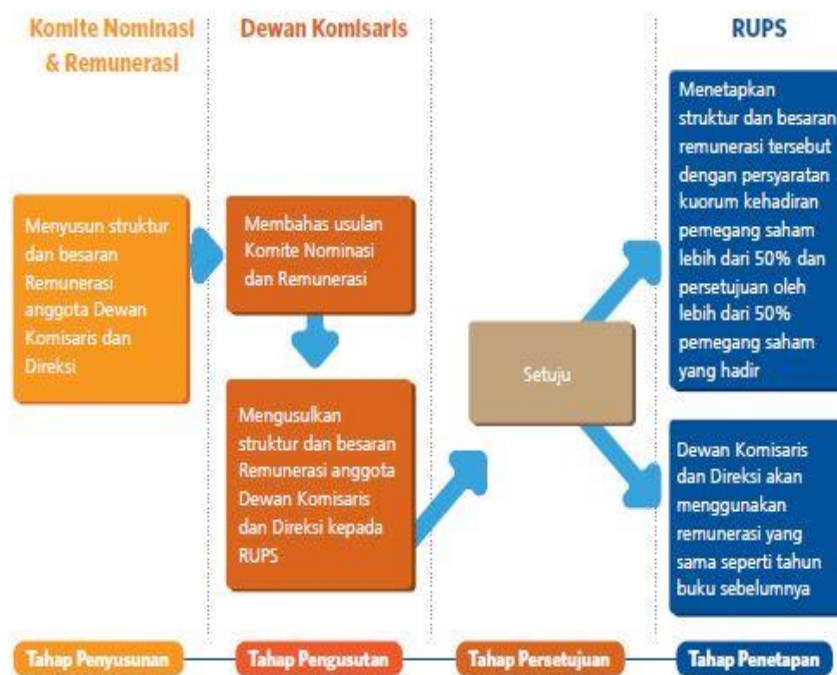 Komite Nominasi
& Remunerasi
Dewan Komisaris
RUPS
Menyusun struktur
dan besaran
Remunerasi
anggota Dewan
Komisaris dan
Direksi
Membahas usulan
Komite Nominasi
dan Remunerasi
Mengusulkan
struktur dan besaran
Remunerasi anggota
Dewan Komisaris
dan Direksi kepada
RUPS
Setuju
Menetapkan
struktur dan besaran
remunerasi tersebut
dengan persyaratan
kuorum kehadiran
pemegang saham
lebih dari 50% dan
persetujuan oleh
lebih dari 50%
pemegang saham
yang hadir
Dewan Komisaris
dan Direksi akan
menggunakan
remunerasi yang
sama seperti tahun
buku sebelumnya
Tahap Penyusunan
Tahap Pengusutan
Tahap Persetujuan
Tahap Penetapan